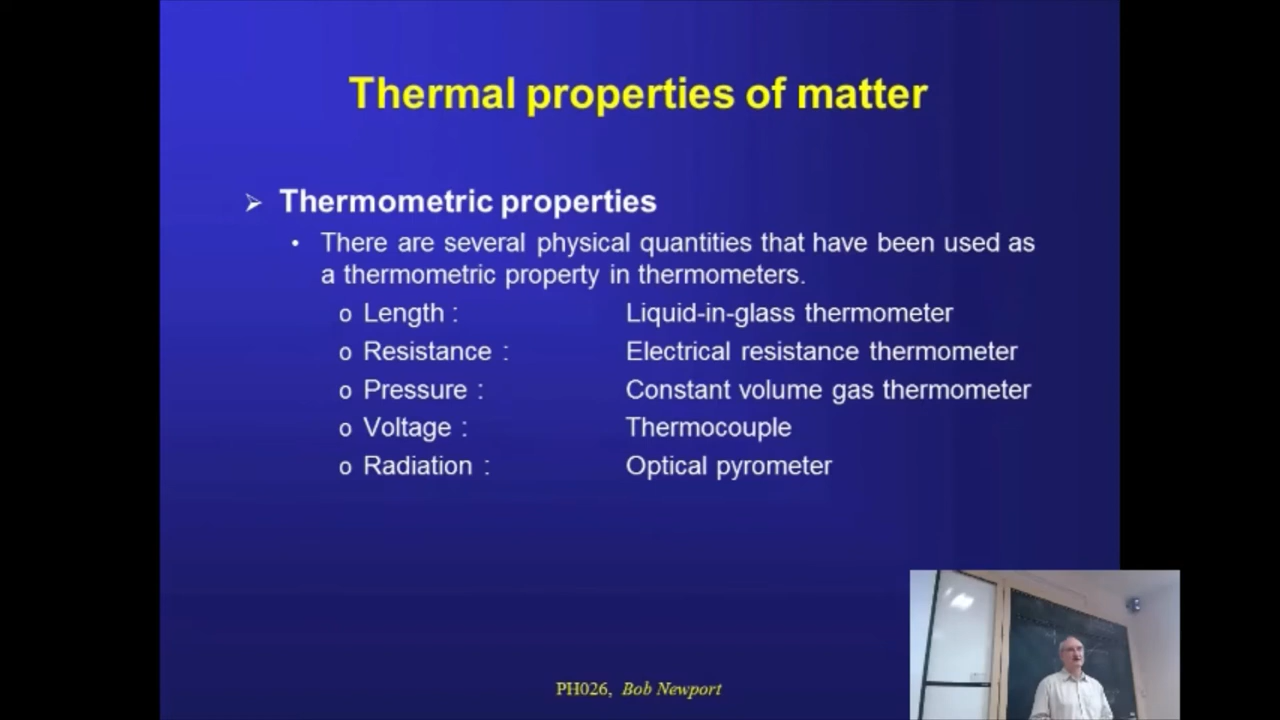 Thermal properties of matter
➢ Thermometric properties
• There are several physical quantities that have been used as
a thermometric property in thermometers.
o Length : Liquid-in-glass thermometer
o Resistance : Electrical resistance thermometer
o Pressure : Constant volume gas thermometer
o Voltage : Thermocouple
o Radiation : Optical pyrometer
PH026, Bob Newport